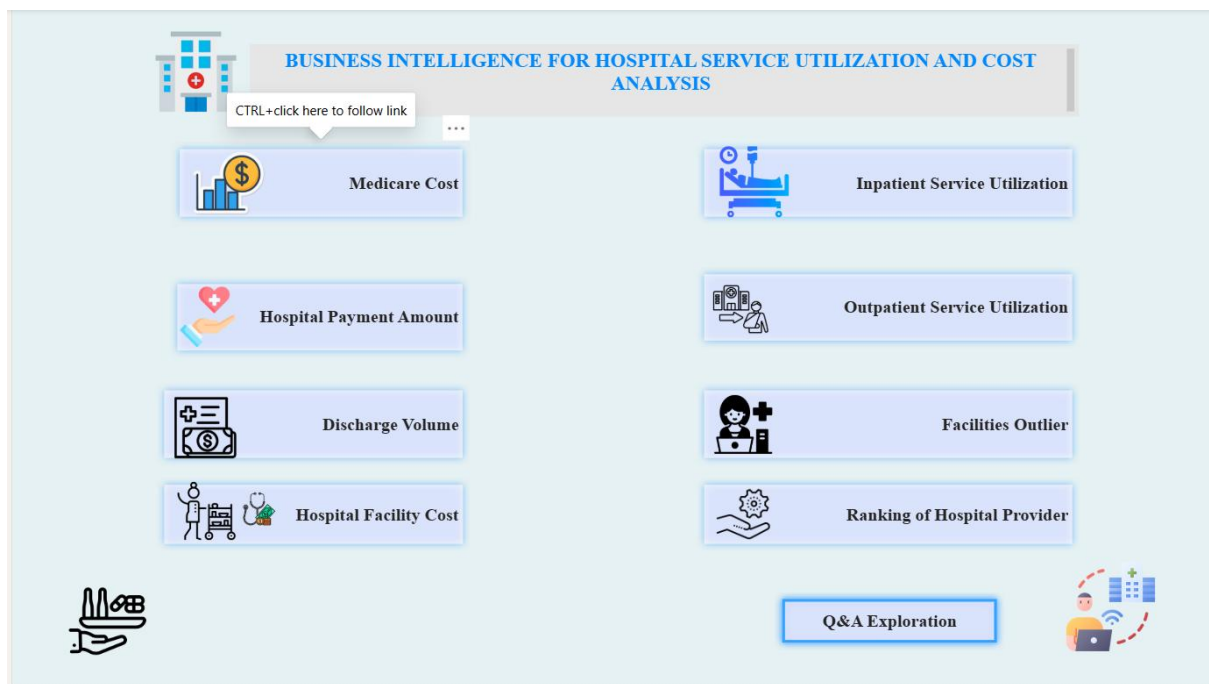 BUSINESS INTELLIGENCE FOR HOSPITAL SERVICE UTILIZATION AND COST
ANALYSIS
CTRL+click here to follow link
Medicare Cost
Inpatient Service Utilization
Hospital Payment Amount
Outpatient Service Utilization
Discharge Volume
Facilities Outlier
Hospital Facility Cost
Ranking of Hospital Provider
Q&A Exploration